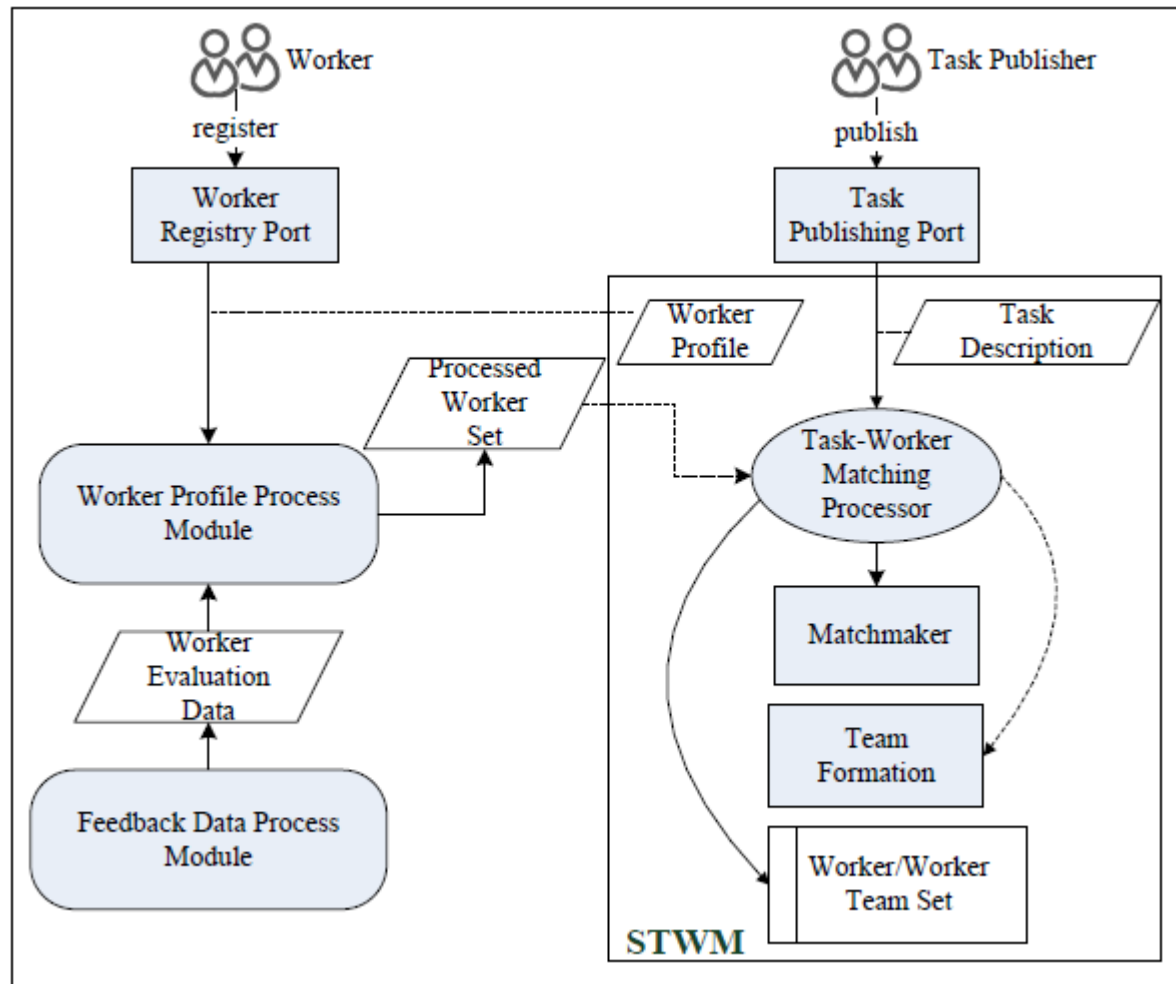 Worker
Task Publisher
register
publish
Worker
Registry Port
Task
Publishing Port
Worker
Profile
Task
Description
Processed
Worker
Set
Task-Worker
Matching
Processor
Worker Profile Process
Module
Matchmaker
Worker
Evaluation
Data
Team
Formation
Feedback Data Process
Module
Worker/Worker
Team Set
STWM